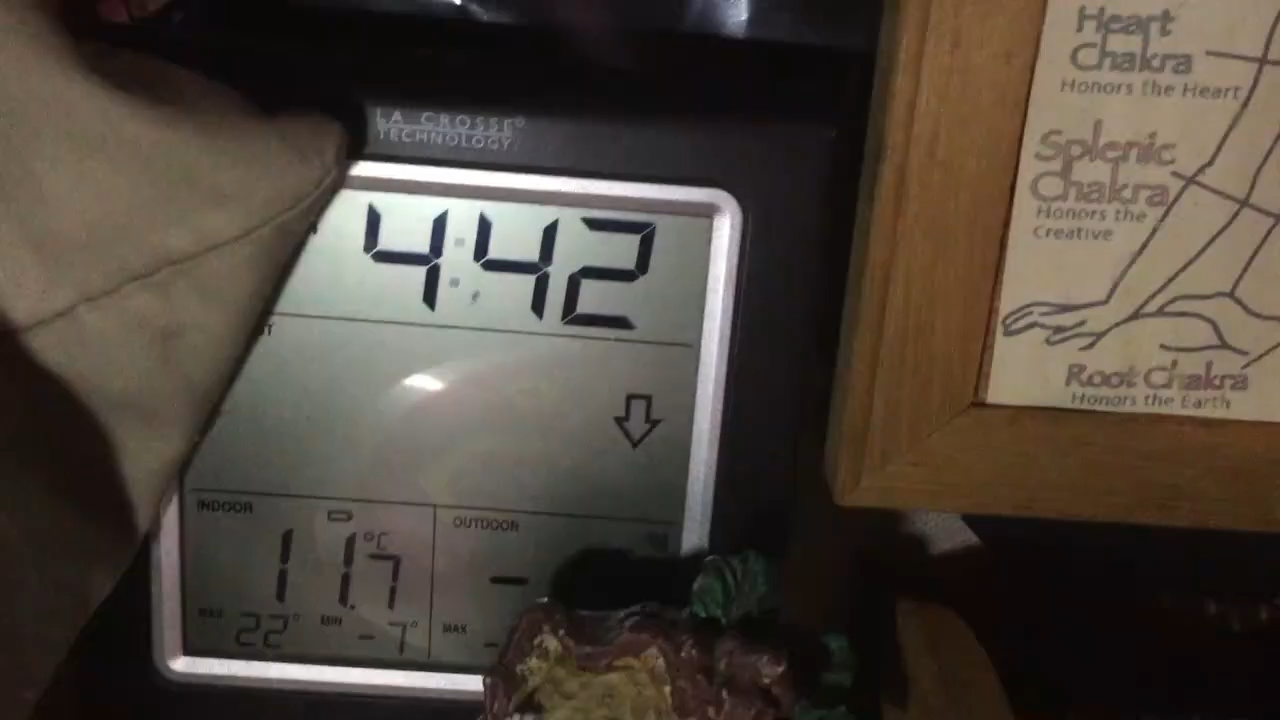 LA CROSSE
TECHNOLOGY
4:42
INDOOR
11.7 °C
MAX 22° MIN -7°
OUTDOOR
-
MAX -
Heart
Chakra
Honors the Heart
Splenic
Chakra
Honors the
Creative
Root Chakra
Honors the Earth